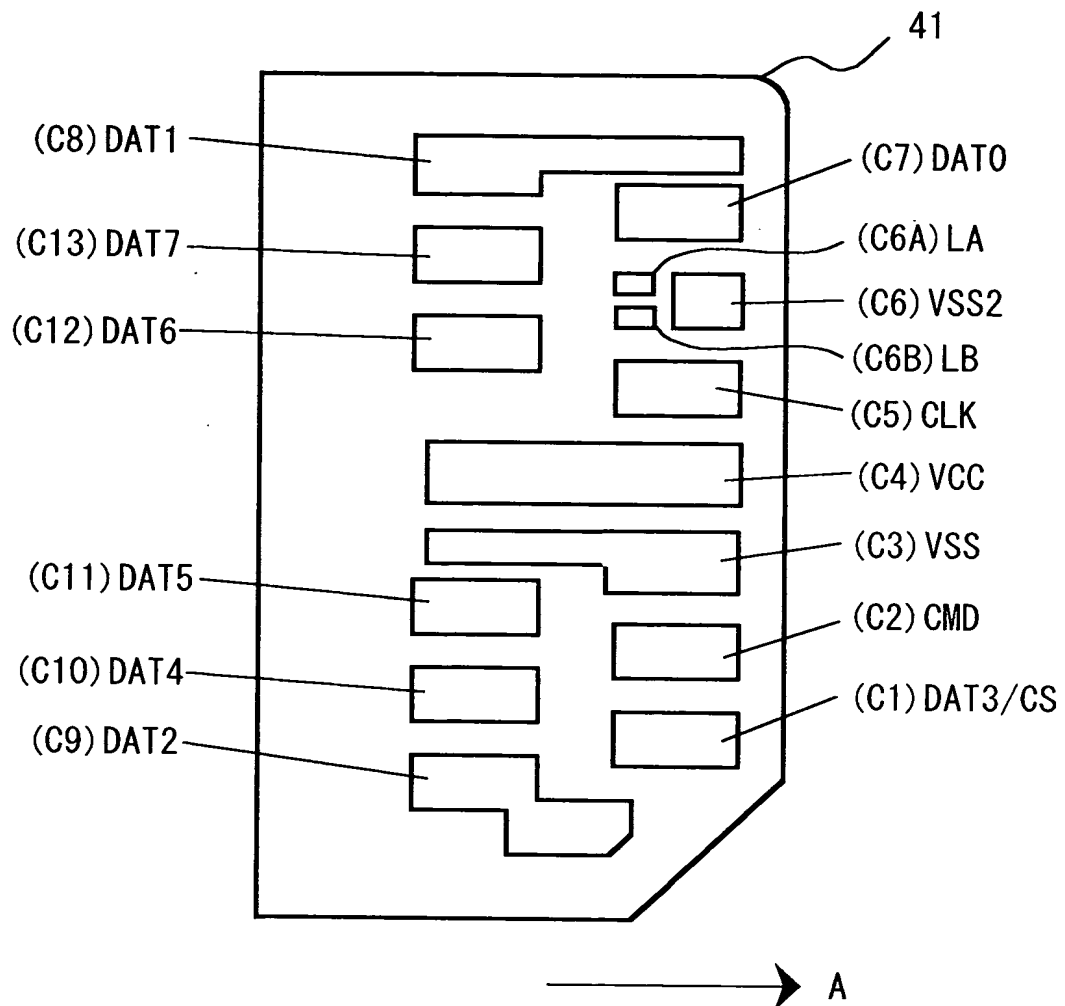 41
(C8) DAT1
(C7) DAT0
(C13) DAT7
(C6A) LA
(C6) VSS2
(C12) DAT6
(C6B) LB
(C5) CLK
(C4) VCC
(C3) VSS
(C11) DAT5
(C2) CMD
(C10) DAT4
(C1) DAT3/CS
(C9) DAT2
A